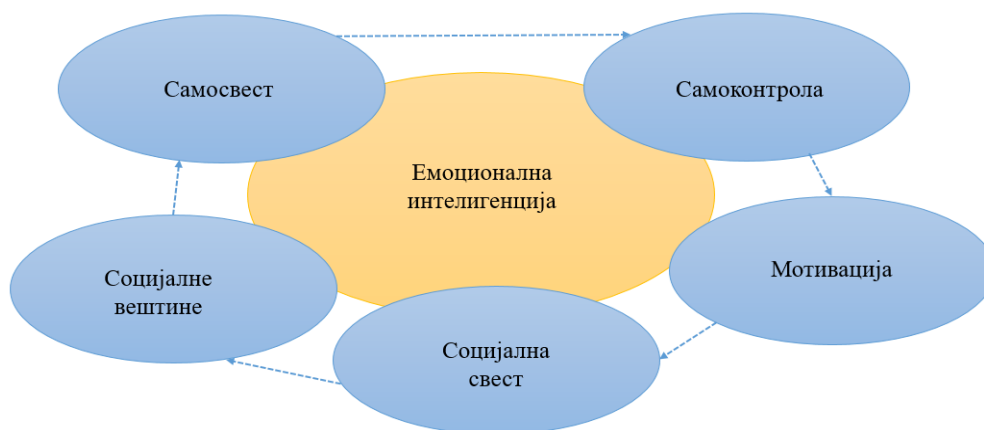 Самосвест
Самоконтрола
Емоционална
интелигенција
Мотивација
Социјална
свест
Социјалне
вештине